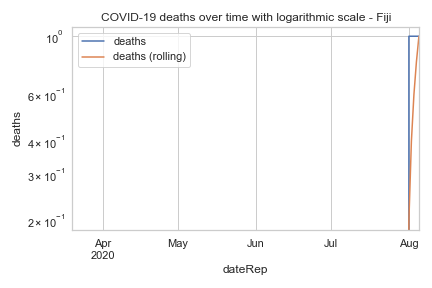 COVID-19 deaths over time with logarithmic scale - Fiji
deaths
deaths (rolling)
10⁰
6 × 10⁻¹
4 × 10⁻¹
3 × 10⁻¹
2 × 10⁻¹
deaths
Apr
2020
May
Jun
Jul
Aug
dateRep